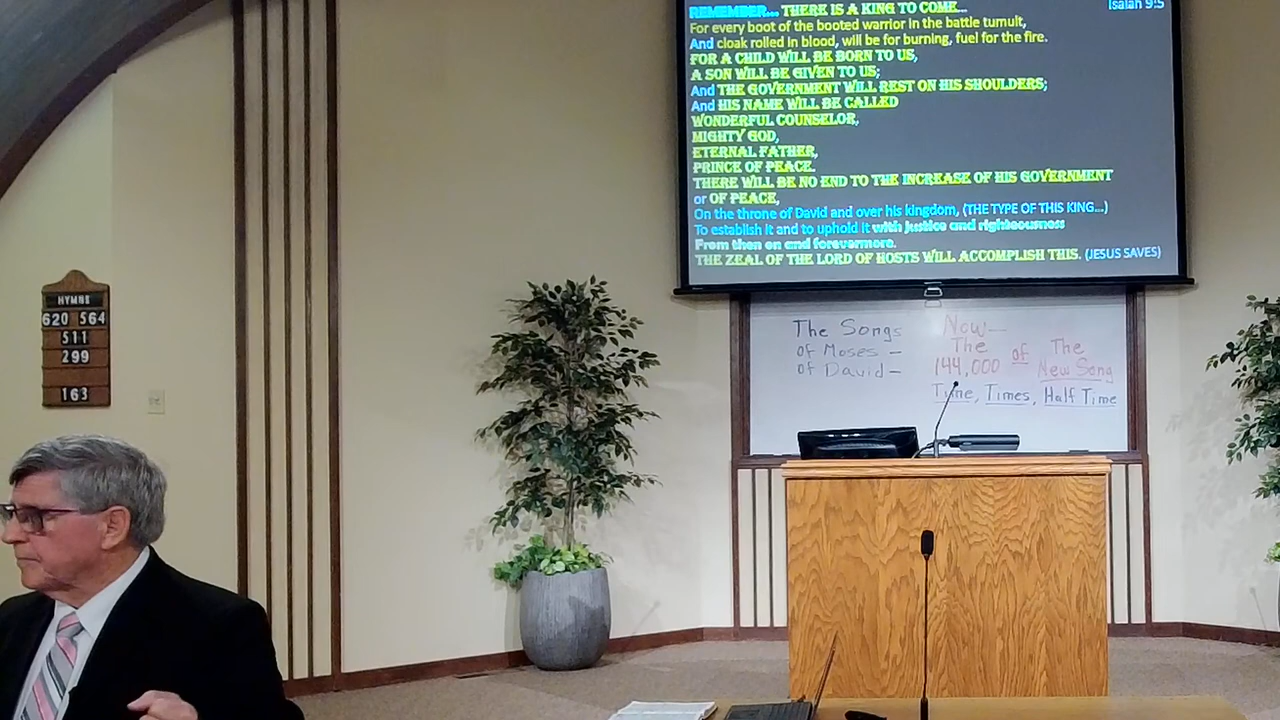 REMEMBER... THERE IS A KING TO COME... Isaiah 9:5
For every boot of the booted warrior in the battle tumult,
And cloak rolled in blood, will be for burning, fuel for the fire.
FOR A CHILD WILL BE BORN TO US,
A SON WILL BE GIVEN TO US;
And THE GOVERNMENT WILL REST ON HIS SHOULDERS;
And HIS NAME WILL BE CALLED
WONDERFUL COUNSELOR,
MIGHTY GOD,
ETERNAL FATHER,
PRINCE OF PEACE.
THERE WILL BE NO END TO THE INCREASE OF HIS GOVERNMENT
or OF PEACE,
On the throne of David and over his kingdom, (THE TYPE OF THIS KING...)
To establish it and to uphold it with justice and righteousness
From then on and forevermore.
THE ZEAL OF THE LORD OF HOSTS WILL ACCOMPLISH THIS. (JESUS SAVES)
HYMNS
620 564
511
299
163
The Songs
of Moses –
of David –
Now—
The
144,000 of The
New Song
Time, Times, Half Time